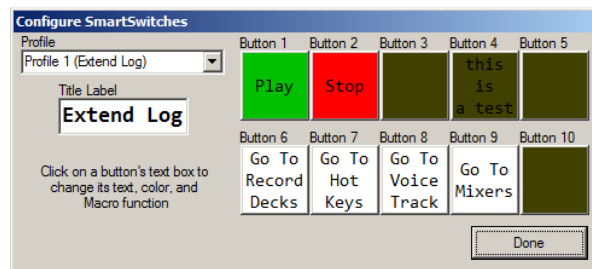 Configure SmartSwitches
Profile
Profile 1 (Extend Log)
Title Label
Extend Log
Click on a button's text box to
change its text, color, and
Macro function
Button 1 Button 2 Button 3 Button 4 Button 5
Play
Stop
this
is
a test
Button 6 Button 7 Button 8 Button 9 Button 10
Go To
Record
Decks
Go To
Hot
Keys
Go To
Voice
Track
Go To
Mixers
Done